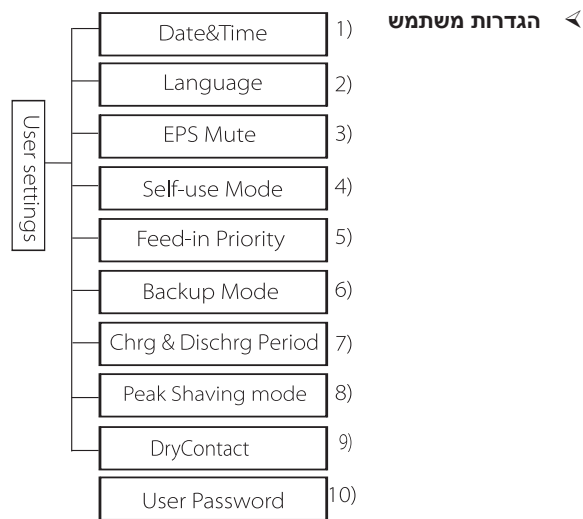 ➢ הגדרות משתמש
User settings
Date&Time 1)
Language 2)
EPS Mute 3)
Self-use Mode 4)
Feed-in Priority 5)
Backup Mode 6)
Chrg & Dischrg Period 7)
Peak Shaving mode 8)
DryContact 9)
User Password 10)